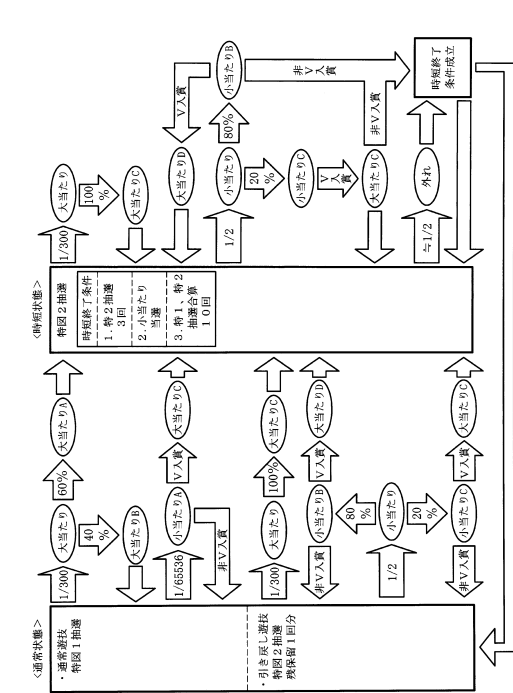 <通常状態>
・通常遊技
特図1抽選
・引き戻し遊技
特図2抽選
残保留1回分
1/300
大当たり
60%
大当たりA
40
%
大当たりB
1/65536
小当たりA
V入賞
大当たりC
非V入賞
1/300
大当たり
100%
大当たりC
小当たりB
V入賞
大当たりD
非V入賞
80
%
1/2
小当たり
20
%
小当たりC
V入賞
大当たりC
非V入賞
<時短状態>
特図2抽選
時短終了条件
1.特2抽選
3回
2.小当たり
当選
3.特1、特2
抽選合算
10回
1/300
大当たり
100
%
大当たりC
大当たりD
V入賞
1/2
小当たり
80%
小当たりB
非V入賞
20
%
小当たりC
V入賞
大当たりC
非V入賞
≒1/2
外れ
時短終了
条件成立